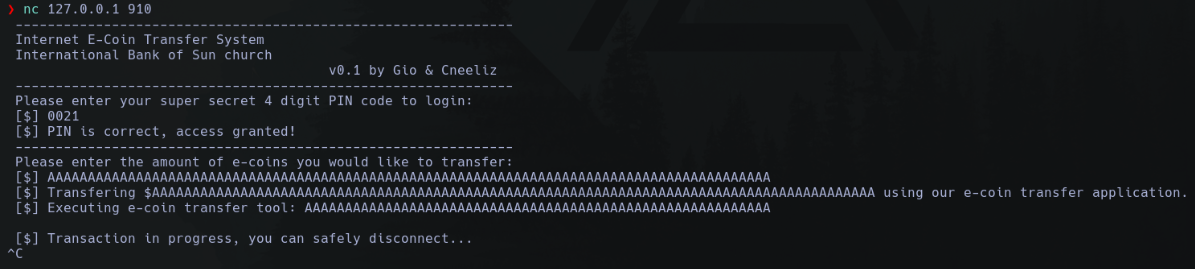 ❯ nc 127.0.0.1 910
--------------------------------------------------------------
Internet E-Coin Transfer System
International Bank of Sun church
v0.1 by Gio & Cneeliz
--------------------------------------------------------------
Please enter your super secret 4 digit PIN code to login:
[$] 0021
[$] PIN is correct, access granted!
--------------------------------------------------------------
Please enter the amount of e-coins you would like to transfer:
[$] AAAAAAAAAAAAAAAAAAAAAAAAAAAAAAAAAAAAAAAAAAAAAAAAAAAAAAAAAAAAAAAAAAAAAAAAAAAAAAAAAAAAAAAAAA
[$] Transfering $AAAAAAAAAAAAAAAAAAAAAAAAAAAAAAAAAAAAAAAAAAAAAAAAAAAAAAAAAAAAAAAAAAAAAAAAAAAAAAAAAAAAAAAAAA using our e-coin transfer application.
[$] Executing e-coin transfer tool: AAAAAAAAAAAAAAAAAAAAAAAAAAAAAAAAAAAAAAAAAAAAAAAAAAAAAAAAAA
[$] Transaction in progress, you can safely disconnect...
^C